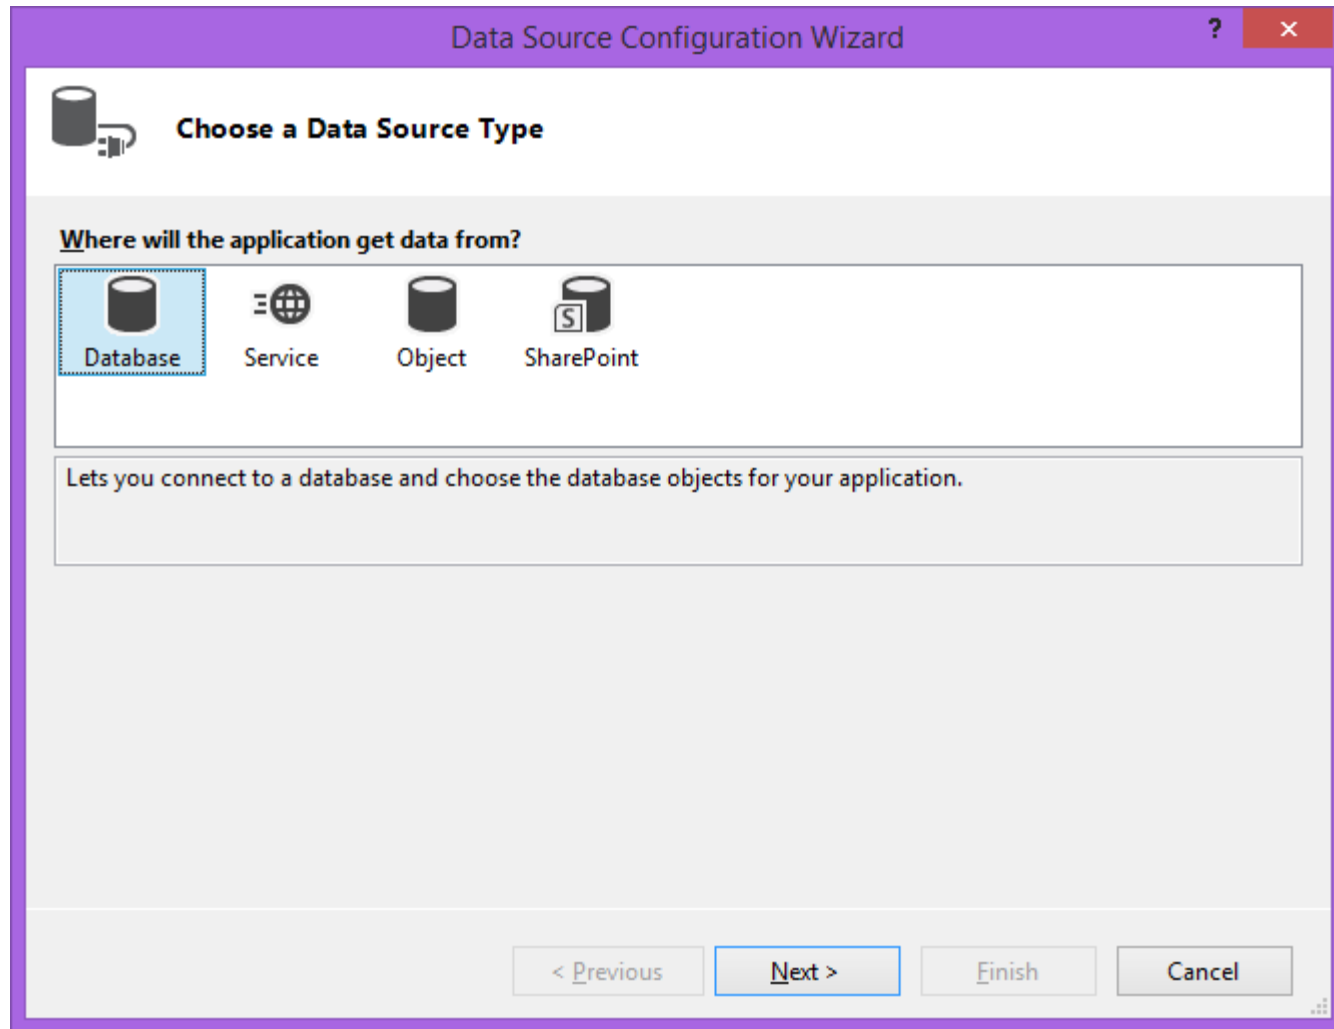 Data Source Configuration Wizard ?
Choose a Data Source Type
Where will the application get data from?
Database Service Object SharePoint
Lets you connect to a database and choose the database objects for your application.
< Previous Next > Finish Cancel